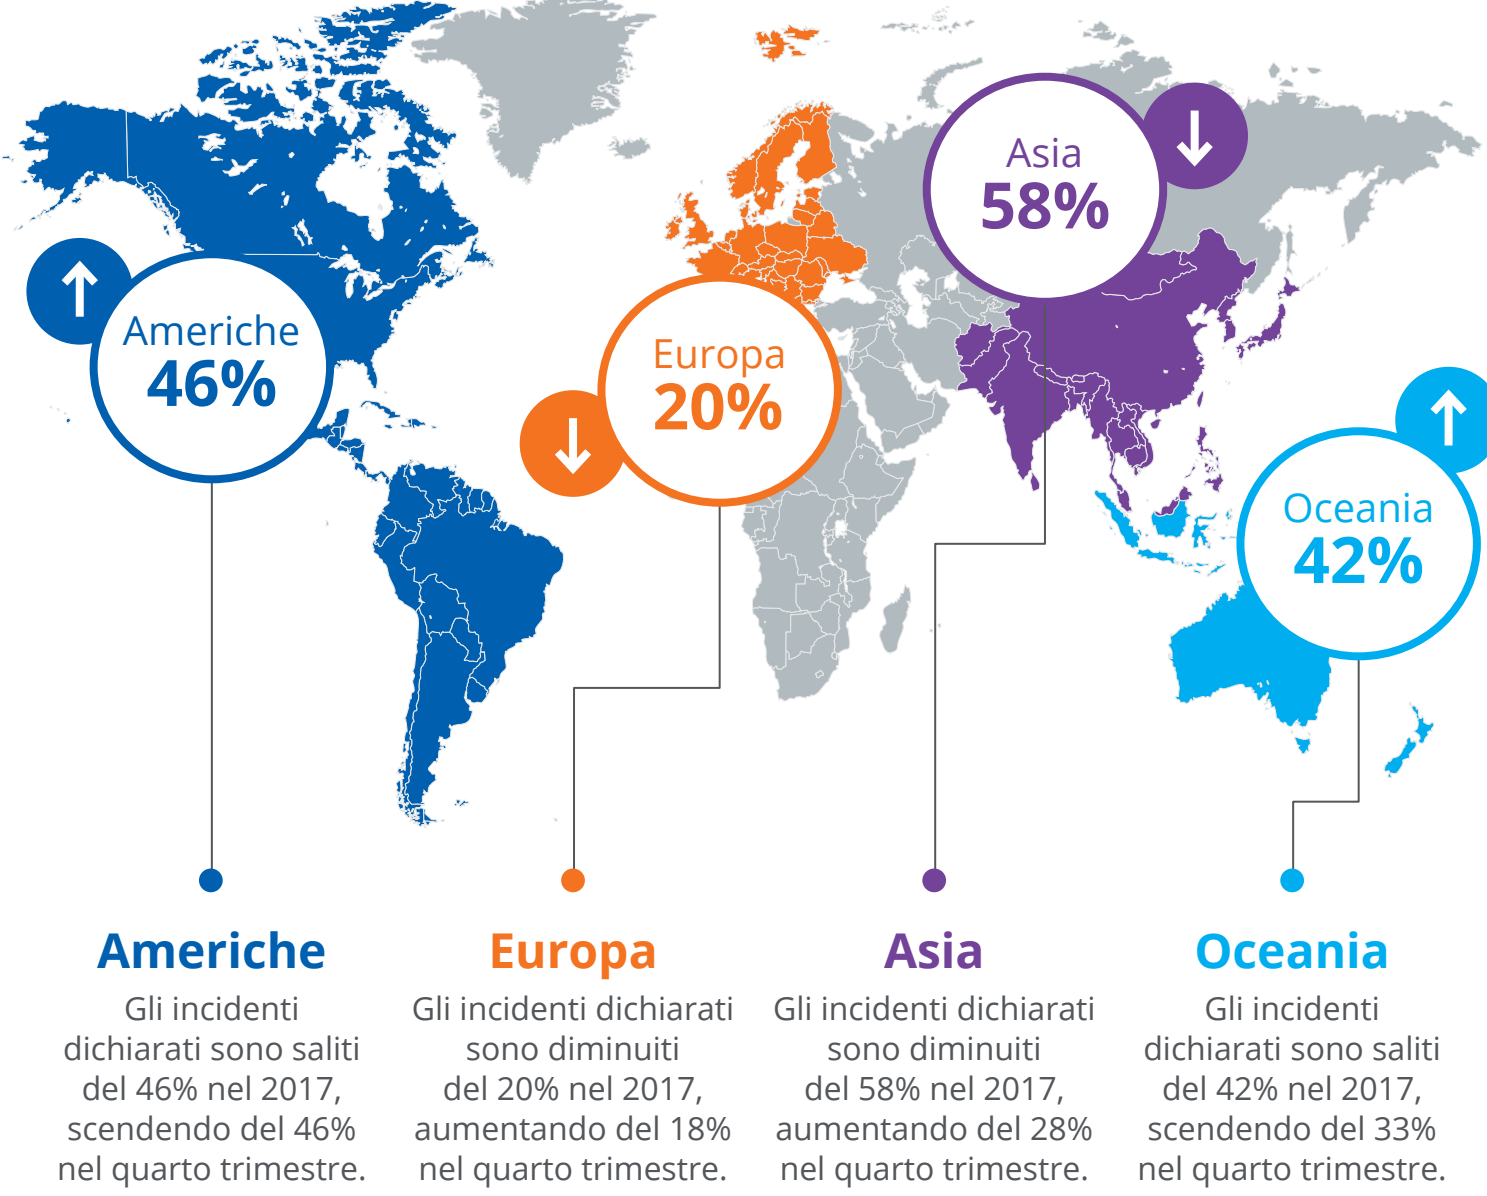 Asia
58%
Americhe
46%
Europa
20%
Oceania
42%
Americhe
Gli incidenti
dichiarati sono saliti
del 46% nel 2017,
scendendo del 46%
nel quarto trimestre.
Europa
Gli incidenti dichiarati
sono diminuiti
del 20% nel 2017,
aumentando del 18%
nel quarto trimestre.
Asia
Gli incidenti dichiarati
sono diminuiti
del 58% nel 2017,
aumentando del 28%
nel quarto trimestre.
Oceania
Gli incidenti
dichiarati sono saliti
del 42% nel 2017,
scendendo del 33%
nel quarto trimestre.